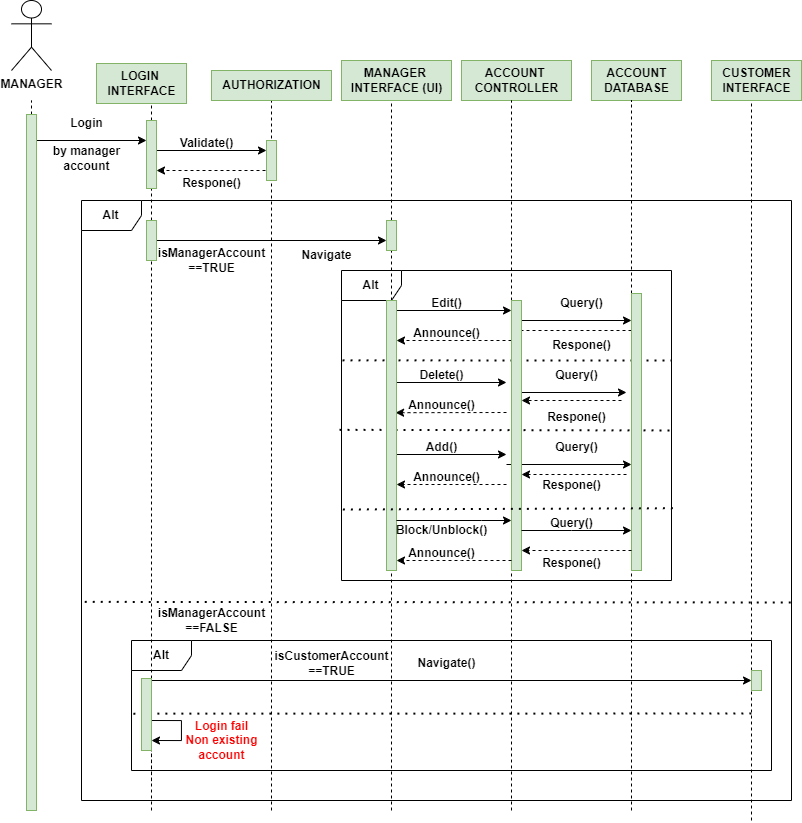 MANAGER
LOGIN
INTERFACE
AUTHORIZATION
MANAGER
INTERFACE (UI)
ACCOUNT
CONTROLLER
ACCOUNT
DATABASE
CUSTOMER
INTERFACE
Login
by manager
account
Validate()
Respone()
Alt
isManagerAccount
==TRUE
Navigate
Alt
Edit()
Query()
Announce()
Respone()
Delete()
Query()
Announce()
Respone()
Add()
Query()
Announce()
Respone()
Block/Unblock()
Query()
Announce()
Respone()
isManagerAccount
==FALSE
Alt
isCustomerAccount
==TRUE
Navigate()
Login fail
Non existing
account